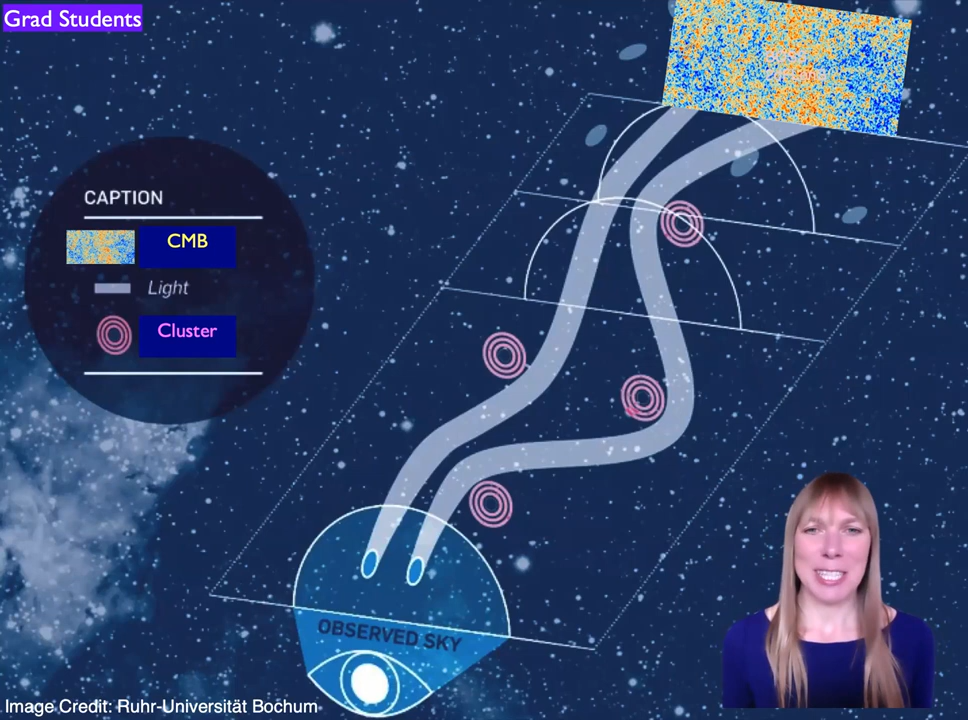 Grad Students
CAPTION
CMB
Light
Cluster
OBSERVED SKY
Image Credit: Ruhr-Universität Bochum